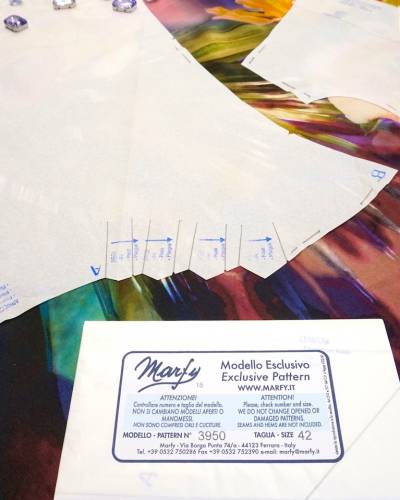 B
A
Marfy
15
Modello Esclusivo
Exclusive Pattern
WWW.MARFY.IT
ATTENZIONE!
Controllare numero e taglia del modello.
NON SI CAMBIANO MODELLI APERTI O
MANOMESSI.
NON SONO COMPRESI ORLI E CUCITURE
ATTENTION!
Please, check number and size.
WE DO NOT CHANGE OPENED OR
DAMAGED PATTERNS.
SEAMS AND HEMS ARE NOT INCLUDED.
MODELLO - PATTERN N° 3950
TAGLIA - SIZE 42
Marfy - Via Borgo Punta 76/a - 44123 Ferrara - Italy
Tel. +39 0532 750286 Fax +39 0532 752390 e-mail: marfy@marfy.it